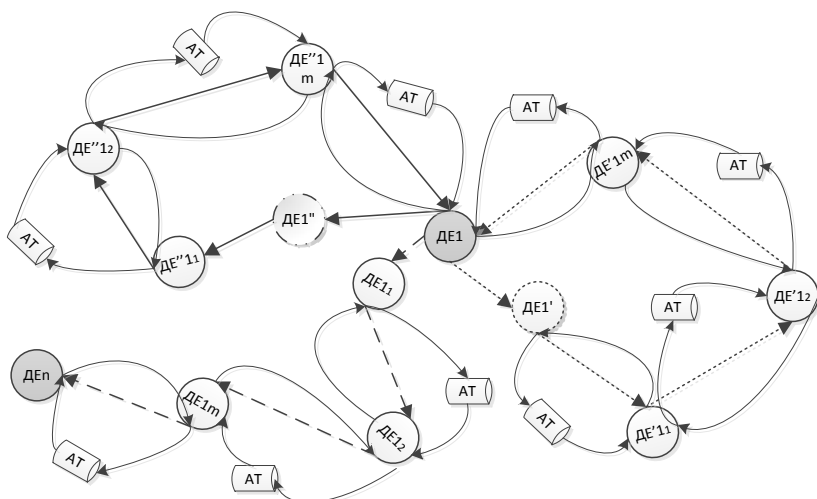 АТ
ДЕ''1
m
АТ
АТ
ДЕ''1₂
ДЕ'1m
АТ
ДЕ1''
ДЕ1
АТ
ДЕ''1₁
ДЕ1₁
ДЕ'1₂
ДЕ1'
АТ
ДЕn
АТ
ДЕ1m
АТ
ДЕ1₂
ДЕ'1₁
АТ
АТ